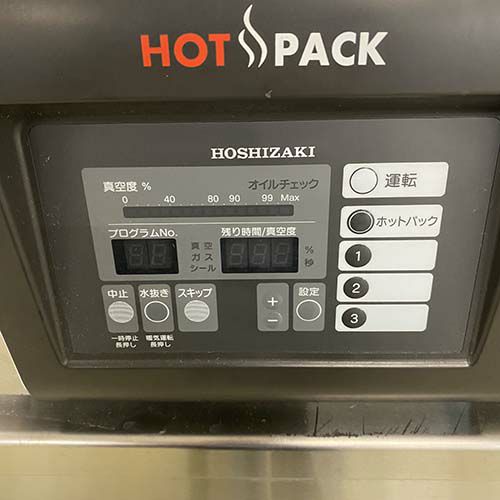 HOT PACK
HOSHIZAKI
真空度 % オイルチェック
0 40 80 90 99 Max
プログラムNo. 残り時間/真空度
真空
ガス
シール
%
秒
中止 水抜き スキップ
一時停止
長押し
暖気運転
長押し
+
−
設定
運転
ホットパック
1
2
3